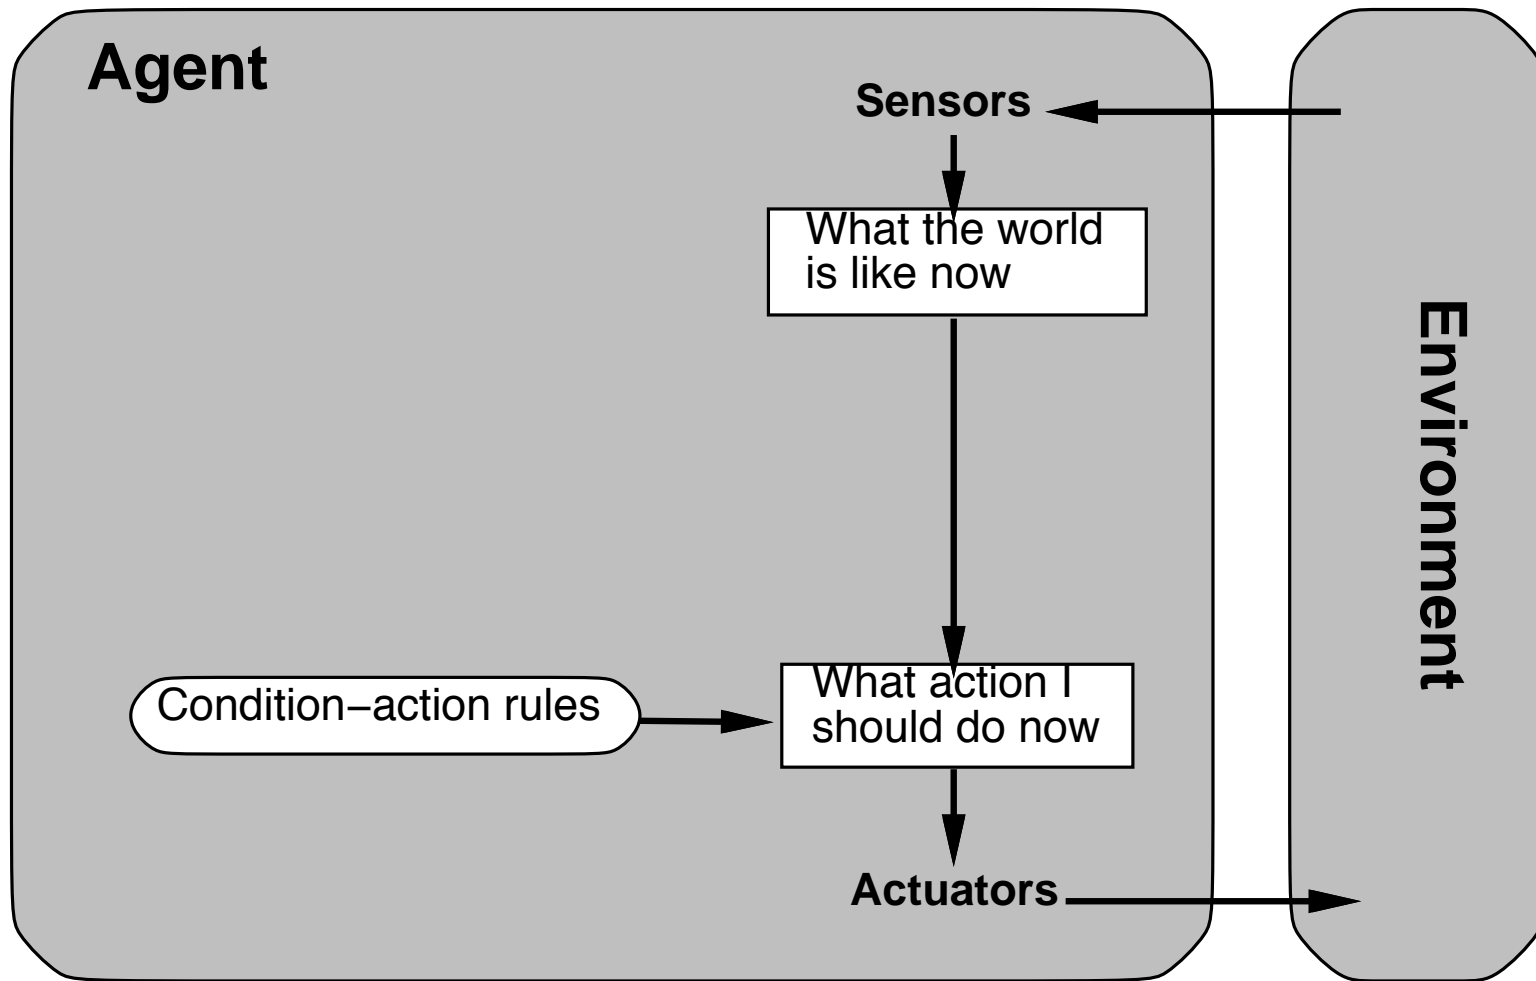 Agent
Sensors
What the world
is like now
Environment
Condition−action rules
What action I
should do now
Actuators